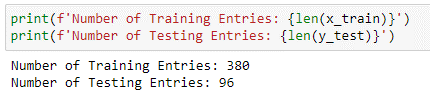 print(f'Number of Training Entries: {len(x_train)}')
print(f'Number of Testing Entries: {len(y_test)}')
Number of Training Entries: 380
Number of Testing Entries: 96